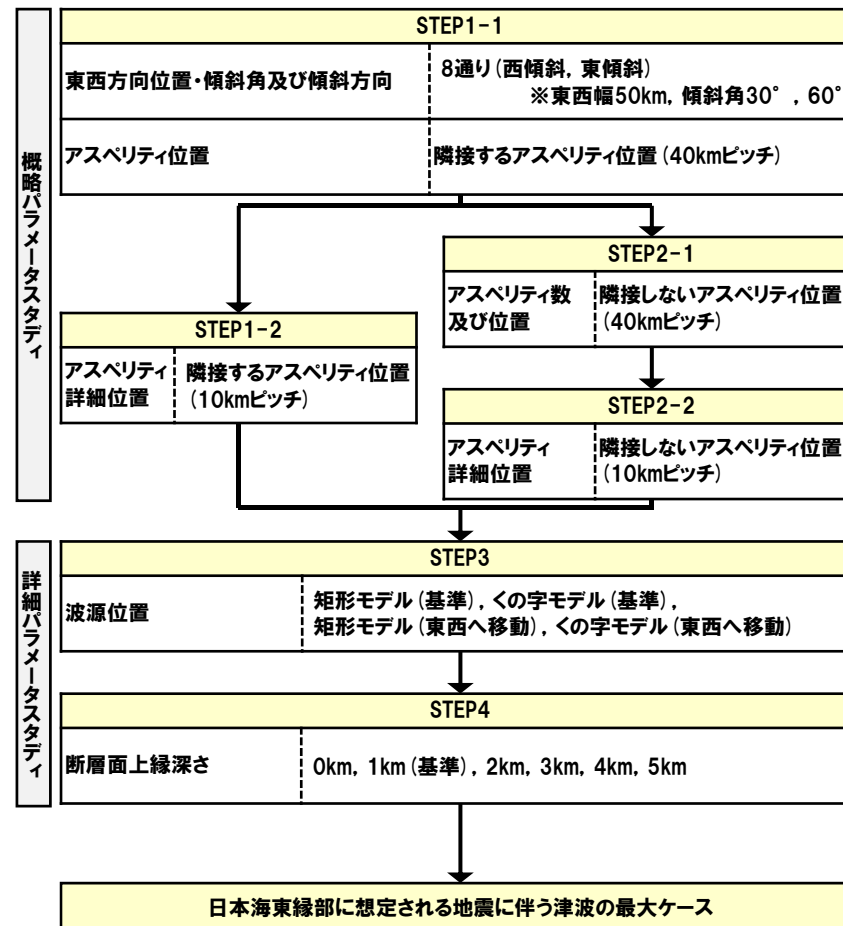 概略パラメータスタディ
STEP1-1
東西方向位置・傾斜角及び傾斜方向
8通り(西傾斜, 東傾斜)
※東西幅50km, 傾斜角30°, 60°
アスペリティ位置
隣接するアスペリティ位置(40kmピッチ)
STEP1-2
アスペリティ
詳細位置
隣接するアスペリティ位置
(10kmピッチ)
STEP2-1
アスペリティ数
及び位置
隣接しないアスペリティ位置
(40kmピッチ)
STEP2-2
アスペリティ
詳細位置
隣接しないアスペリティ位置
(10kmピッチ)
詳細パラメータスタディ
STEP3
波源位置
矩形モデル(基準), くの字モデル(基準),
矩形モデル(東西へ移動), くの字モデル(東西へ移動)
STEP4
断層面上縁深さ
0km, 1km(基準), 2km, 3km, 4km, 5km
日本海東縁部に想定される地震に伴う津波の最大ケース